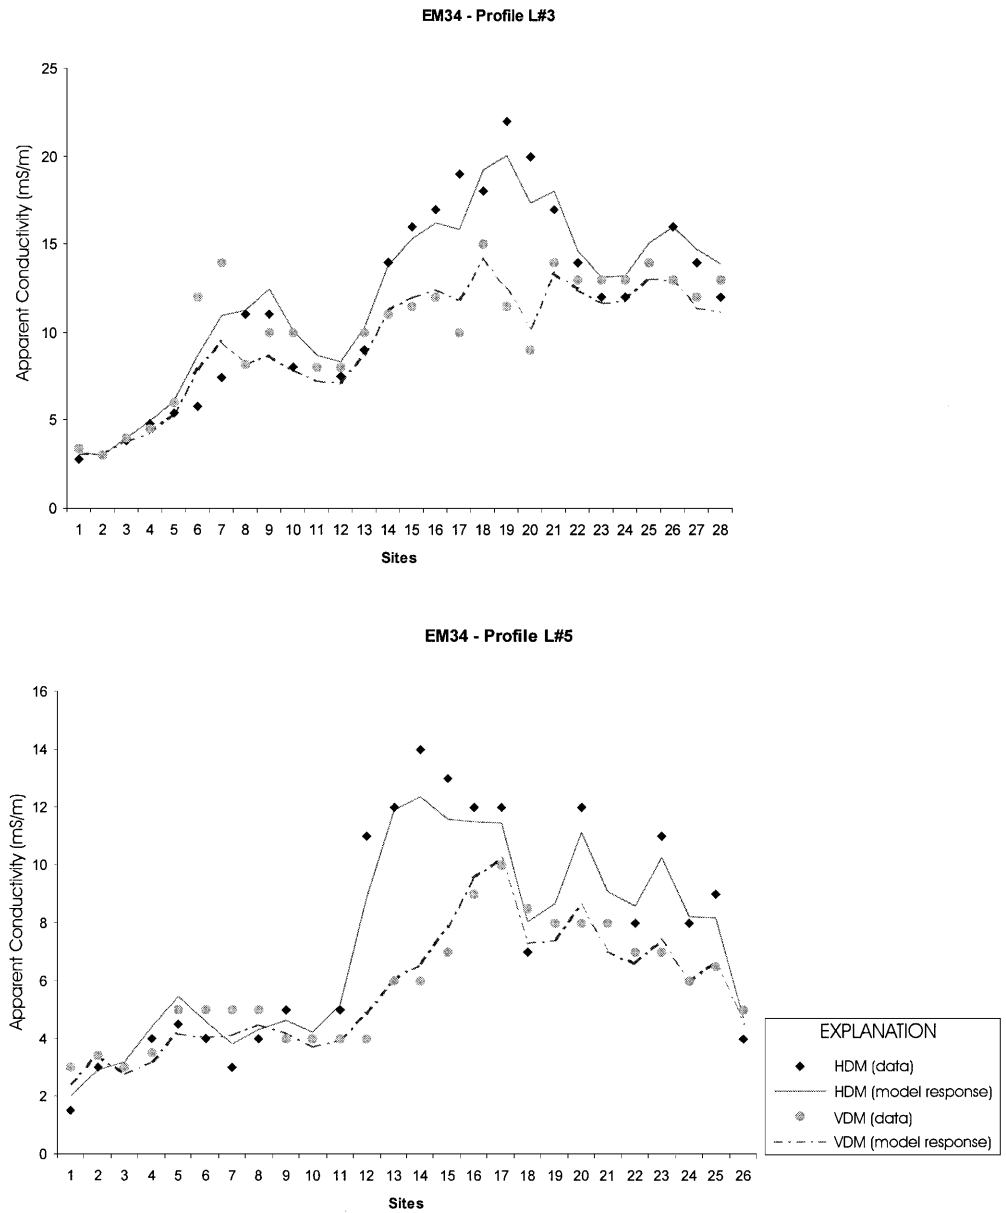 EM34 - Profile L#3
25
20
15
10
5
0
Apparent Conductivity (mS/m)
1 2 3 4 5 6 7 8 9 10 11 12 13 14 15 16 17 18 19 20 21 22 23 24 25 26 27 28
Sites
EM34 - Profile L#5
16
14
12
10
8
6
4
2
0
Apparent Conductivity (mS/m)
1 2 3 4 5 6 7 8 9 10 11 12 13 14 15 16 17 18 19 20 21 22 23 24 25 26
Sites
EXPLANATION
HDM (data)
HDM (model response)
VDM (data)
VDM (model response)